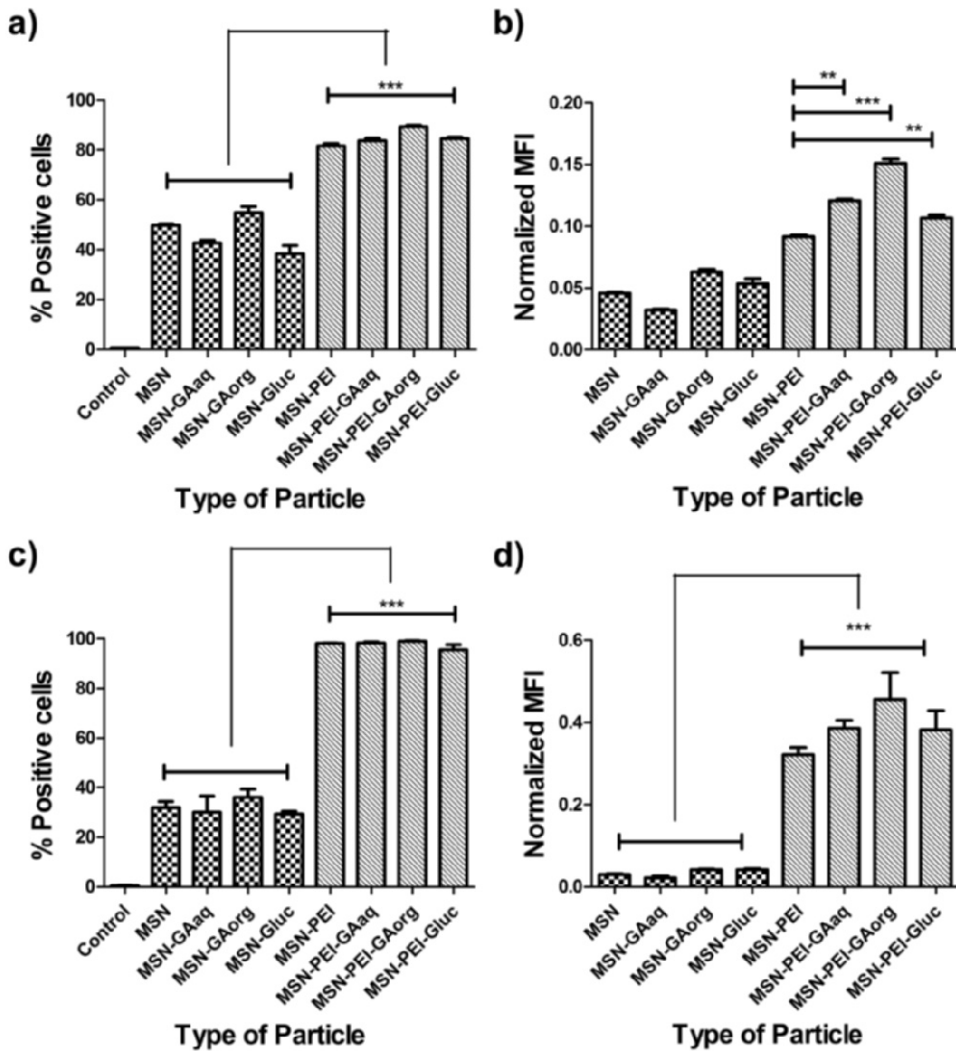 a)
***
% Positive cells
100
80
60
40
20
0
Control
MSN
MSN-GAaq
MSN-GAorg
MSN-Gluc
MSN-PEI
MSN-PEI-GAaq
MSN-PEI-GAorg
MSN-PEI-Gluc
Type of Particle
b)
**
***
**
Normalized MFI
0.20
0.15
0.10
0.05
0.00
MSN
MSN-GAaq
MSN-GAorg
MSN-Gluc
MSN-PEI
MSN-PEI-GAaq
MSN-PEI-GAorg
MSN-PEI-Gluc
Type of Particle
c)
***
% Positive cells
100
80
60
40
20
0
Control
MSN
MSN-GAaq
MSN-GAorg
MSN-Gluc
MSN-PEI
MSN-PEI-GAaq
MSN-PEI-GAorg
MSN-PEI-Gluc
Type of Particle
d)
***
Normalized MFI
0.6
0.4
0.2
0.0
MSN
MSN-GAaq
MSN-GAorg
MSN-Gluc
MSN-PEI
MSN-PEI-GAaq
MSN-PEI-GAorg
MSN-PEI-Gluc
Type of Particle